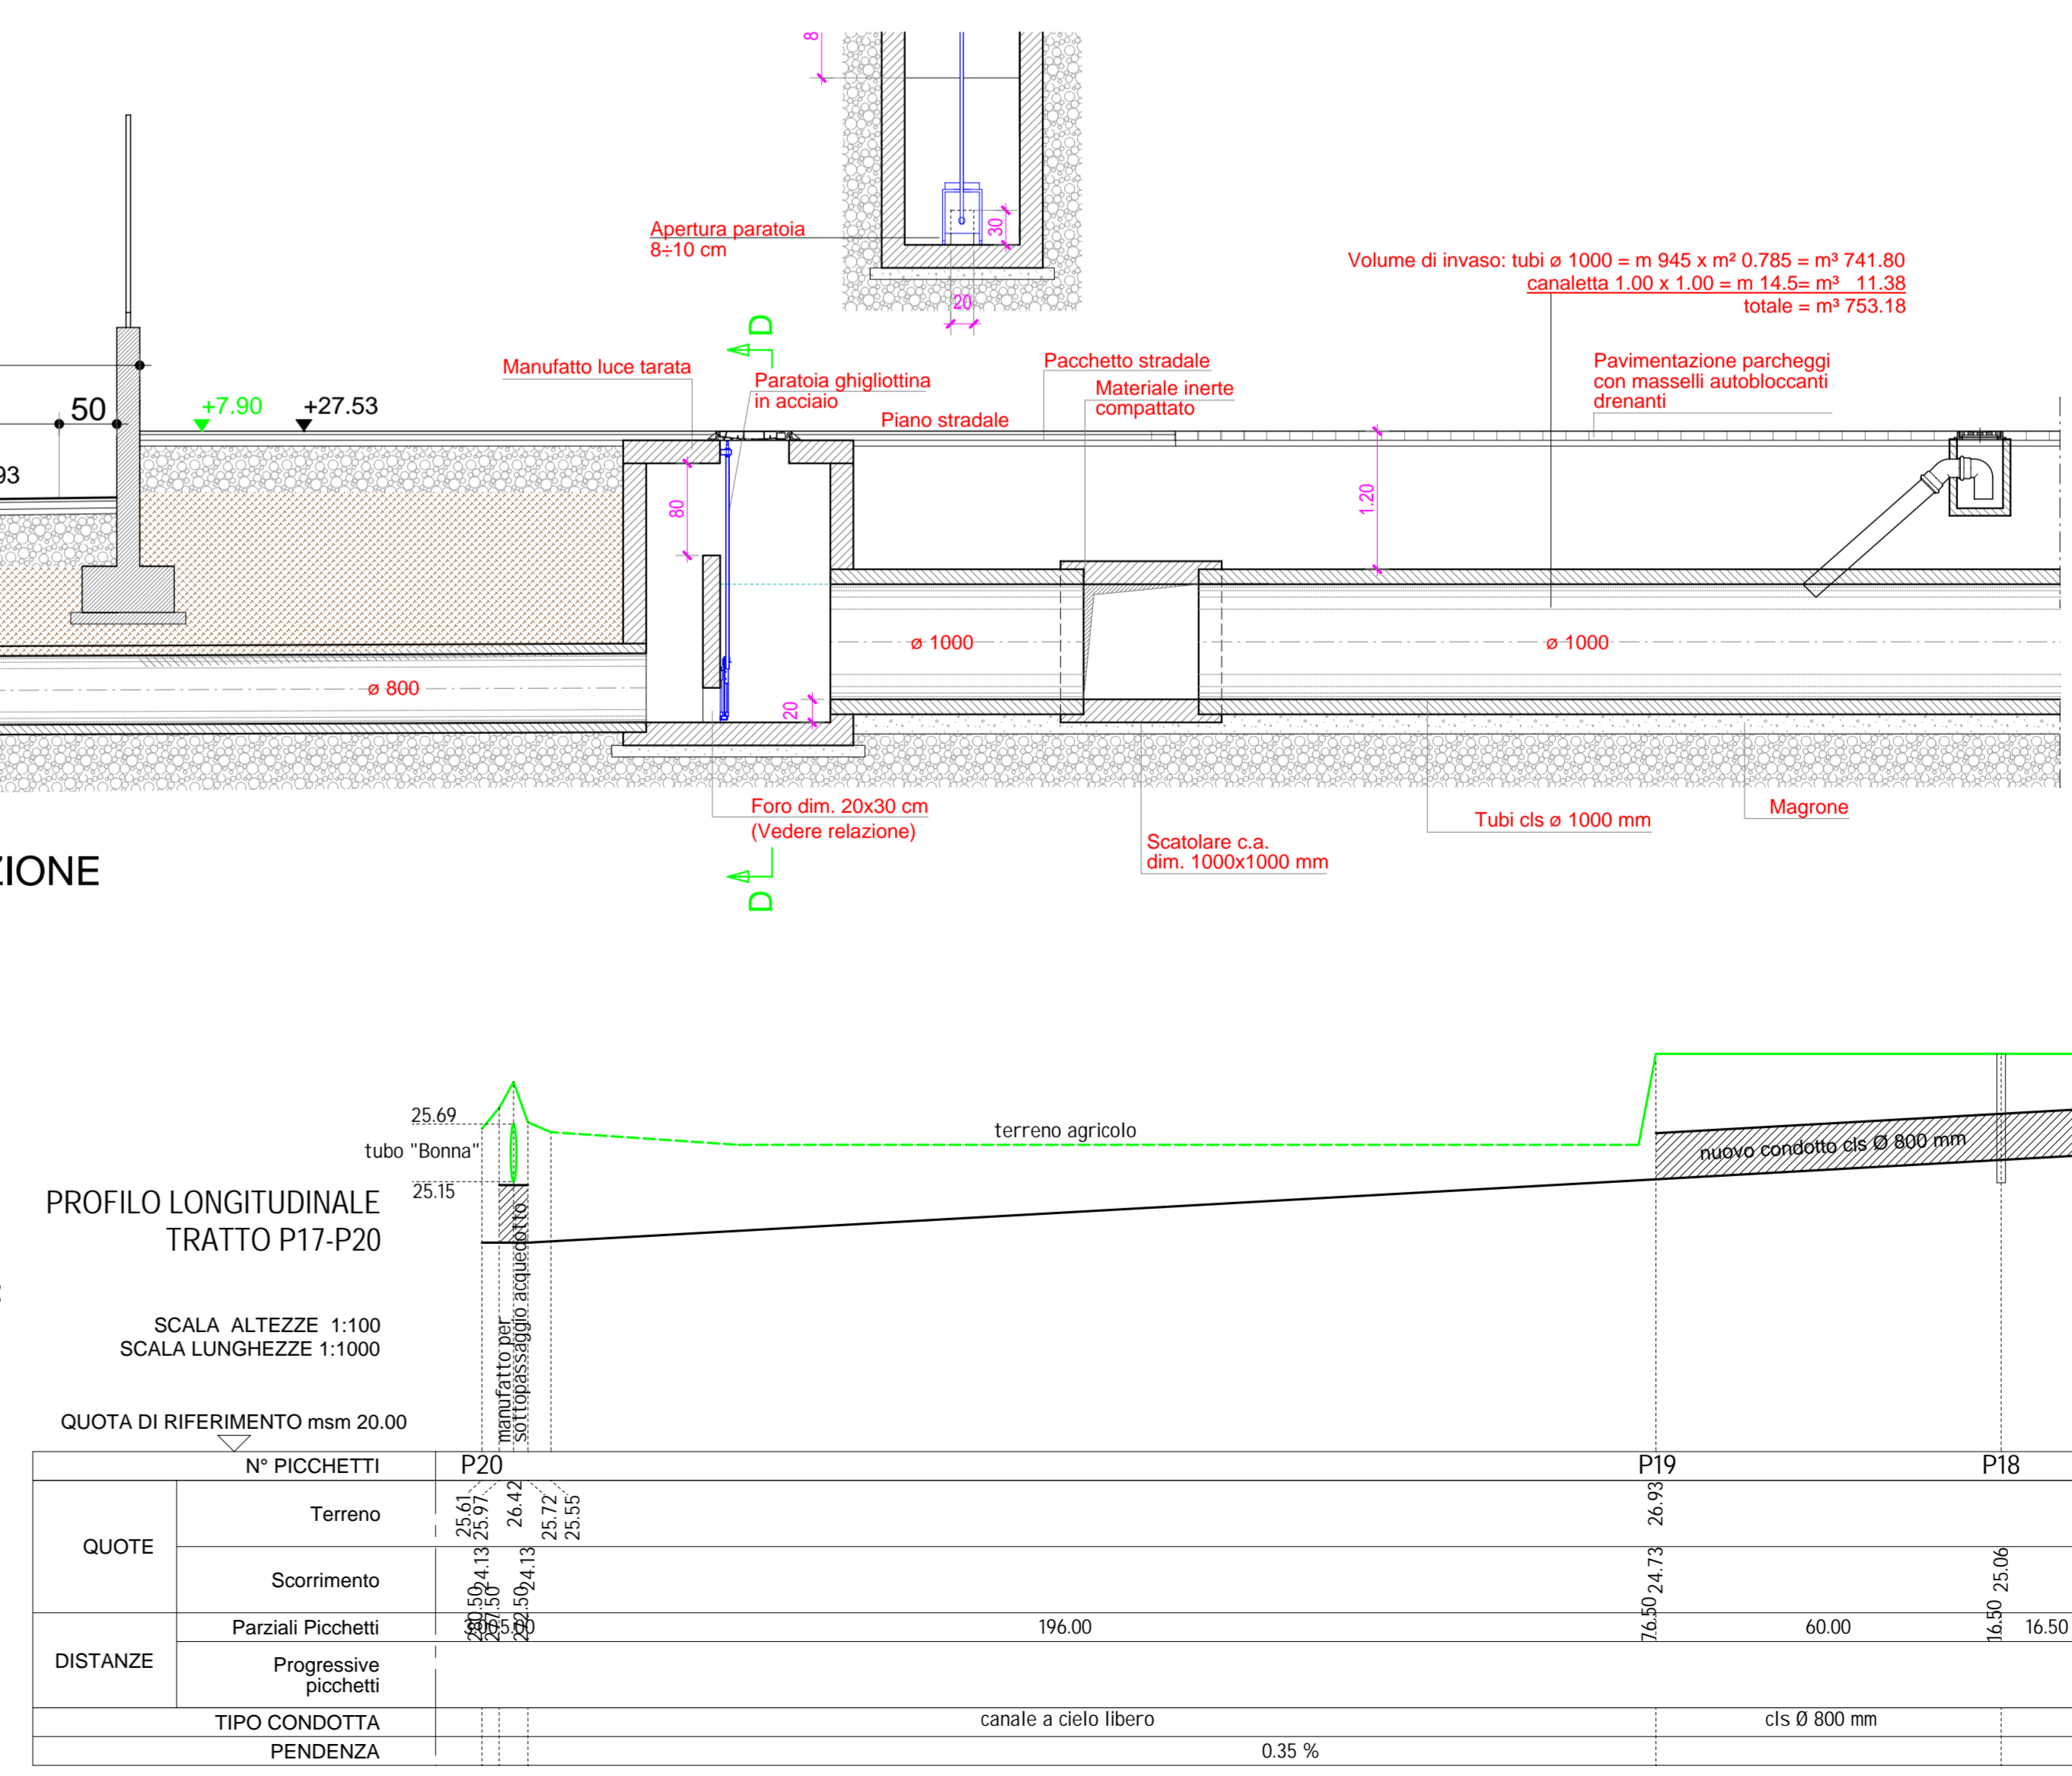 8
Apertura paratoia
8÷10 cm
30
20
Volume di invaso: tubi ø 1000 = m 945 x m² 0.785 = m³ 741.80
canaletta 1.00 x 1.00 = m 14.5= m³ 11.38
totale = m³ 753.18
D
Manufatto luce tarata
Paratoia ghigliottina
in acciaio
Pacchetto stradale
Materiale inerte
compattato
Piano stradale
Pavimentazione parcheggi
con masselli autobloccanti
drenanti
50
+7.90
+27.53
93
80
1.20
ø 1000
ø 1000
ø 800
20
Foro dim. 20x30 cm
(Vedere relazione)
Scatolare c.a.
dim. 1000x1000 mm
Tubi cls ø 1000 mm
Magrone
D
ZIONE
25.69
tubo "Bonna"
25.15
terreno agricolo
nuovo condotto cls Ø 800 mm
PROFILO LONGITUDINALE
TRATTO P17-P20
manufatto per
sottopassaggio acquedotto
SCALA ALTEZZE 1:100
SCALA LUNGHEZZE 1:1000
QUOTA DI RIFERIMENTO msm 20.00
N° PICCHETTI P20 P19 P18
QUOTE
Terreno 25.61 25.97 26.42 25.72 25.55 26.93
Scorrimento 24.13 24.13 24.73 25.06
DISTANZE
Parziali Picchetti 196.00 60.00 16.50
76.50 16.50
Progressive
picchetti
TIPO CONDOTTA canale a cielo libero cls Ø 800 mm
PENDENZA 0.35 %